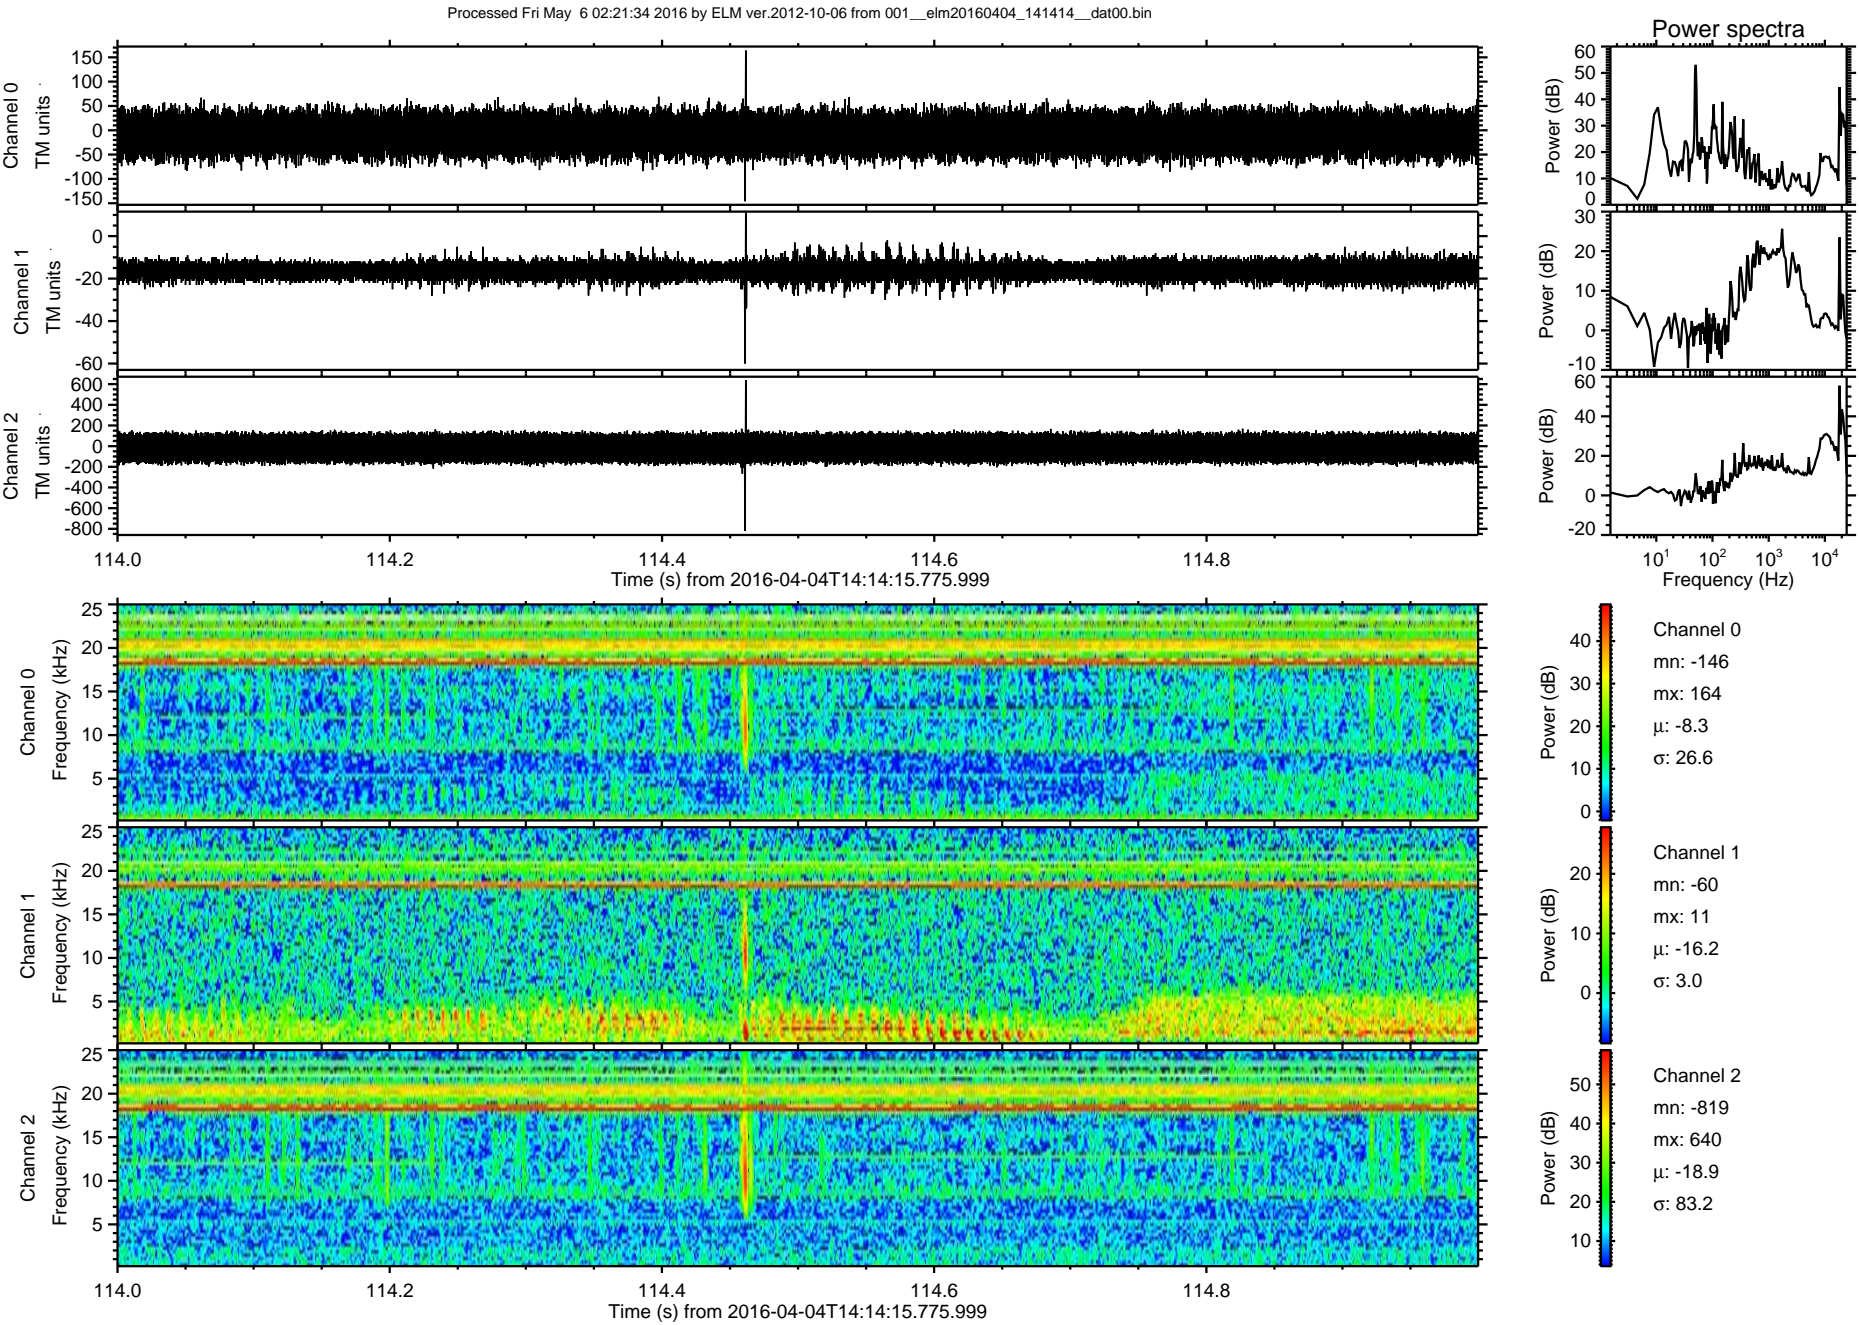 Processed Fri May  6 02:21:34 2016 by ELM ver.2012-10-06 from 001__elm20160404_141414__dat00.bin
Power spectra
Channel 0
TM units
150
100
50
0
-50
-100
-150
Power (dB)
60
50
40
30
20
10
0
Channel 1
TM units
0
-20
-40
-60
Power (dB)
30
20
10
0
-10
Channel 2
TM units
600
400
200
0
-200
-400
-600
-800
Power (dB)
60
40
20
0
-20
114.0 114.2 114.4 114.6 114.8
Time (s) from 2016-04-04T14:14:15.775.999
10^1 10^2 10^3 10^4
Frequency (Hz)
Channel 0
Frequency (kHz)
25
20
15
10
5
Power (dB)
40
30
20
10
0
Channel 0
mn: -146
mx: 164
μ: -8.3
σ: 26.6
Channel 1
Frequency (kHz)
25
20
15
10
5
Power (dB)
20
10
0
Channel 1
mn: -60
mx: 11
μ: -16.2
σ: 3.0
Channel 2
Frequency (kHz)
25
20
15
10
5
Power (dB)
50
40
30
20
10
Channel 2
mn: -819
mx: 640
μ: -18.9
σ: 83.2
114.0 114.2 114.4 114.6 114.8
Time (s) from 2016-04-04T14:14:15.775.999